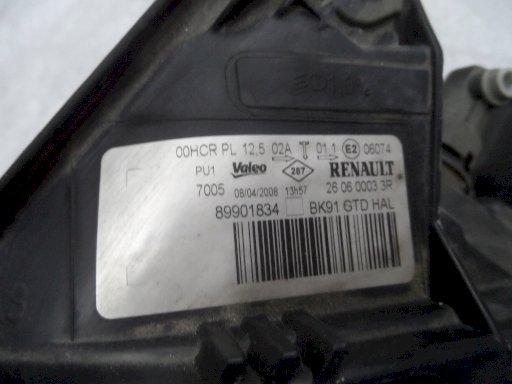 00HCR PL 12.5 02A T 01.1 E2 06074
PU1 Valeo 287 RENAULT
7005 08/04/2008 13h57 26 06 0003 3R
89901834 BK91 GTD HAL